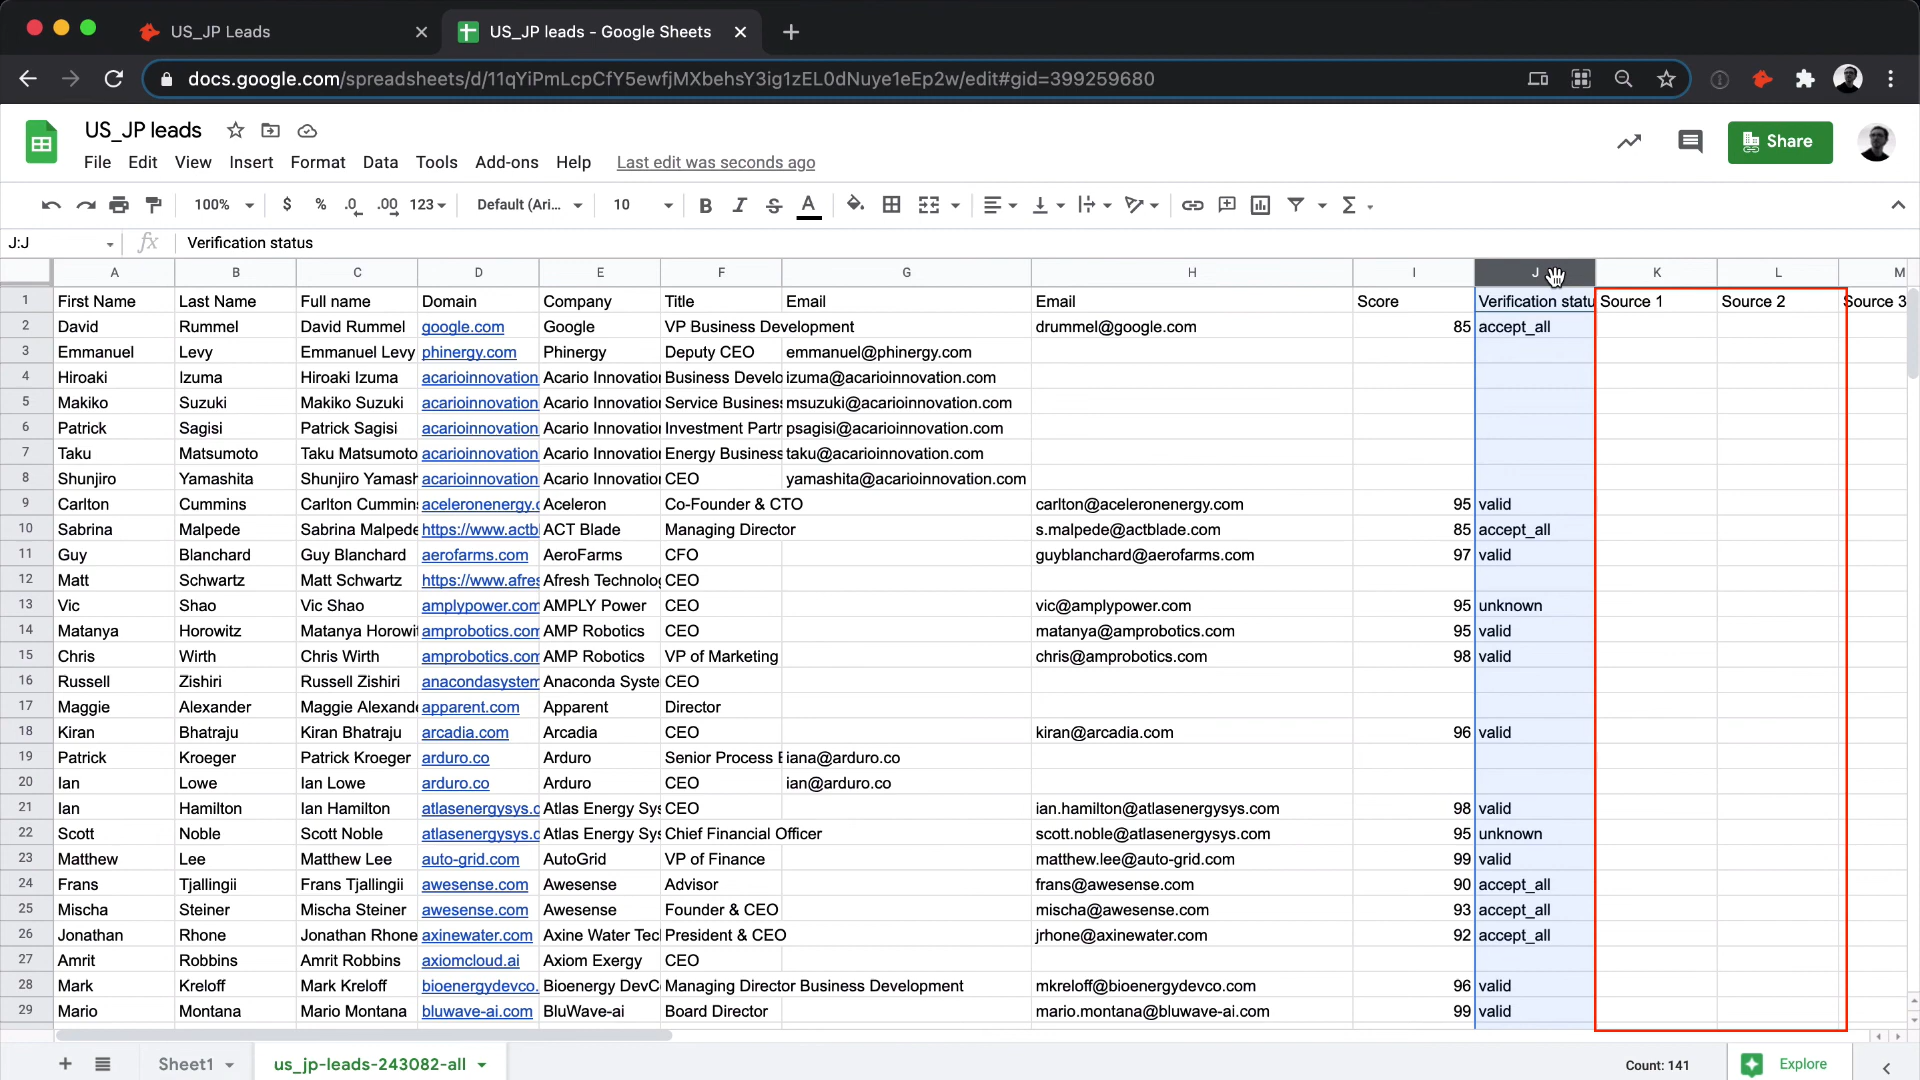 US_JP Leads
US_JP leads - Google Sheets
docs.google.com/spreadsheets/d/11qYiPmLcpCfY5ewfjMXbehsY3ig1zEL0dNuye1eEp2w/edit#gid=399259680
US_JP leads
File Edit View Insert Format Data Tools Add-ons Help Last edit was seconds ago
Share
100% $ % .0 .00 123 Default (Ari... 10 B I S A
J:J fx Verification status
A B C D E F G H I J K L M
1 First Name Last Name Full name Domain Company Title Email Email Score Verification statu Source 1 Source 2 Source 3
2 David Rummel David Rummel google.com Google VP Business Development drummel@google.com 85 accept_all
3 Emmanuel Levy Emmanuel Levy phinergy.com Phinergy Deputy CEO emmanuel@phinergy.com
4 Hiroaki Izuma Hiroaki Izuma acarioinnovation Acario Innovation Business Develo izuma@acarioinnovation.com
5 Makiko Suzuki Makiko Suzuki acarioinnovation. Acario Innovation Service Business msuzuki@acarioinnovation.com
6 Patrick Sagisi Patrick Sagisi acarioinnovation. Acario Innovation Investment Partr psagisi@acarioinnovation.com
7 Taku Matsumoto Taku Matsumoto acarioinnovation. Acario Innovation Energy Business taku@acarioinnovation.com
8 Shunjiro Yamashita Shunjiro Yamash acarioinnovation. Acario Innovation CEO yamashita@acarioinnovation.com
9 Carlton Cummins Carlton Cummins aceleronenergy.c Aceleron Co-Founder & CTO carlton@aceleronenergy.com 95 valid
10 Sabrina Malpede Sabrina Malpede https://www.actb ACT Blade Managing Director s.malpede@actblade.com 85 accept_all
11 Guy Blanchard Guy Blanchard aerofarms.com AeroFarms CFO guyblanchard@aerofarms.com 97 valid
12 Matt Schwartz Matt Schwartz https://www.afres Afresh Technolog CEO
13 Vic Shao Vic Shao amplypower.com AMPLY Power CEO vic@amplypower.com 95 unknown
14 Matanya Horowitz Matanya Horowit amprobotics.com AMP Robotics CEO matanya@amprobotics.com 95 valid
15 Chris Wirth Chris Wirth amprobotics.com AMP Robotics VP of Marketing chris@amprobotics.com 98 valid
16 Russell Zishiri Russell Zishiri anacondasystem Anaconda Syste CEO
17 Maggie Alexander Maggie Alexande apparent.com Apparent Director
18 Kiran Bhatraju Kiran Bhatraju arcadia.com Arcadia CEO kiran@arcadia.com 96 valid
19 Patrick Kroeger Patrick Kroeger arduro.co Arduro Senior Process E iana@arduro.co
20 Ian Lowe Ian Lowe arduro.co Arduro CEO ian@arduro.co
21 Ian Hamilton Ian Hamilton atlasenergysys.c Atlas Energy Sys CEO ian.hamilton@atlasenergysys.com 98 valid
22 Scott Noble Scott Noble atlasenergysys.c Atlas Energy Sys Chief Financial Officer scott.noble@atlasenergysys.com 95 unknown
23 Matthew Lee Matthew Lee auto-grid.com AutoGrid VP of Finance matthew.lee@auto-grid.com 99 valid
24 Frans Tjallingii Frans Tjallingii awesense.com Awesense Advisor frans@awesense.com 90 accept_all
25 Mischa Steiner Mischa Steiner awesense.com Awesense Founder & CEO mischa@awesense.com 93 accept_all
26 Jonathan Rhone Jonathan Rhone axinewater.com Axine Water Tec President & CEO jrhone@axinewater.com 92 accept_all
27 Amrit Robbins Amrit Robbins axiomcloud.ai Axiom Exergy CEO
28 Mark Kreloff Mark Kreloff bioenergydevco. Bioenergy DevC Managing Director Business Development mkreloff@bioenergydevco.com 96 valid
29 Mario Montana Mario Montana bluwave-ai.com BluWave-ai Board Director mario.montana@bluwave-ai.com 99 valid
Sheet1 us_jp-leads-243082-all Count: 141 Explore